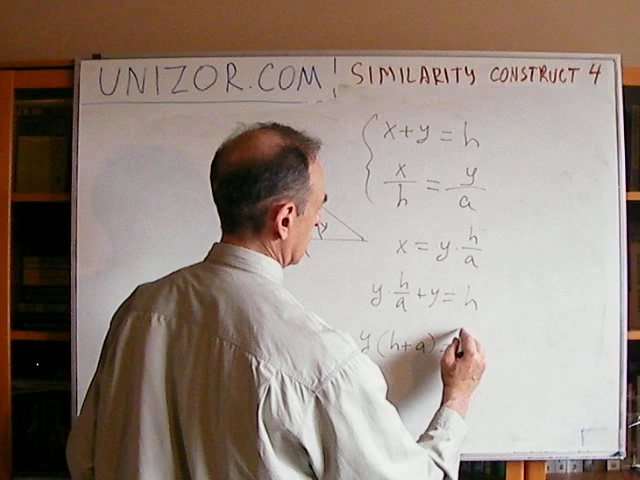 UNIZOR.COM
SIMILARITY CONSTRUCT 4
x+y=h
x/h = y/a
x = y·h/a
y·h/a+y=h
y(h+a)=
y